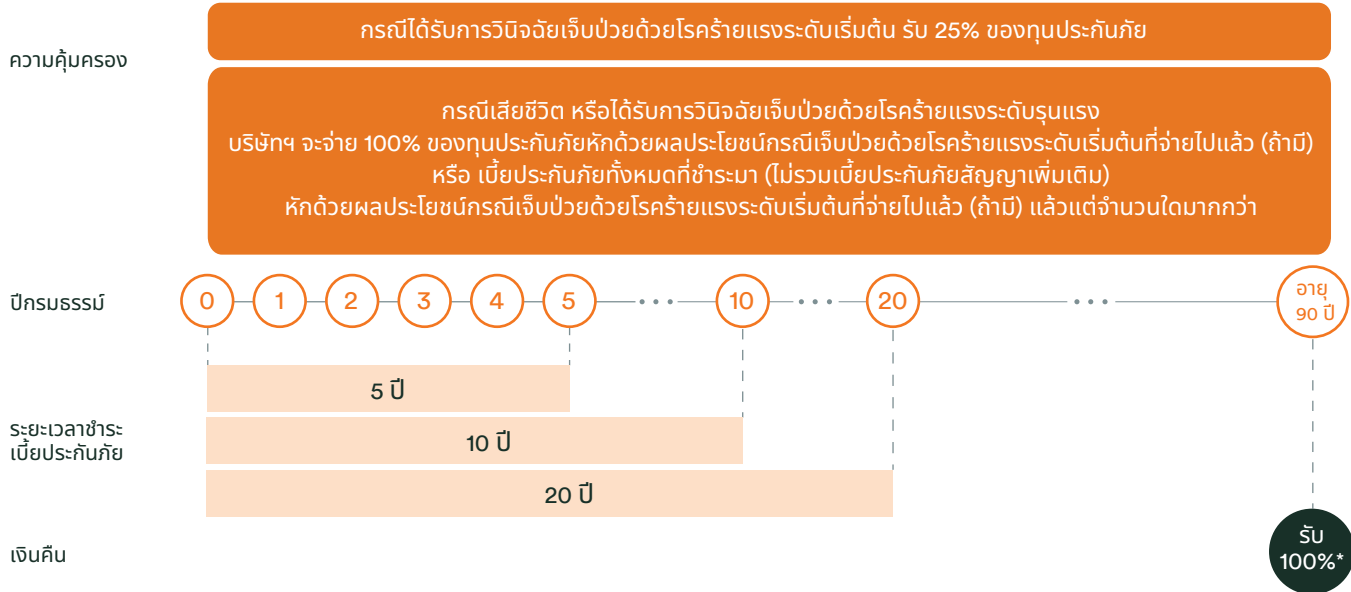 ความคุ้มครอง
กรณีได้รับการวินิจฉัยเจ็บป่วยด้วยโรคร้ายแรงระดับเริ่มต้น รับ 25% ของทุนประกันภัย
กรณีเสียชีวิต หรือได้รับการวินิจฉัยเจ็บป่วยด้วยโรคร้ายแรงระดับรุนแรง
บริษัทฯ จะจ่าย 100% ของทุนประกันภัยหักด้วยผลประโยชน์กรณีเจ็บป่วยด้วยโรคร้ายแรงระดับเริ่มต้นที่จ่ายไปแล้ว (ถ้ามี)
หรือ เบี้ยประกันภัยทั้งหมดที่ชำระมา (ไม่รวมเบี้ยประกันภัยสัญญาเพิ่มเติม)
หักด้วยผลประโยชน์กรณีเจ็บป่วยด้วยโรคร้ายแรงระดับเริ่มต้นที่จ่ายไปแล้ว (ถ้ามี) แล้วแต่จำนวนใดมากกว่า
ปีกรมธรรม์
0 1 2 3 4 5 ... 10 ... 20 ... อายุ
90 ปี
ระยะเวลาชำระ
เบี้ยประกันภัย
5 ปี
10 ปี
20 ปี
เงินคืน
รับ
100%*